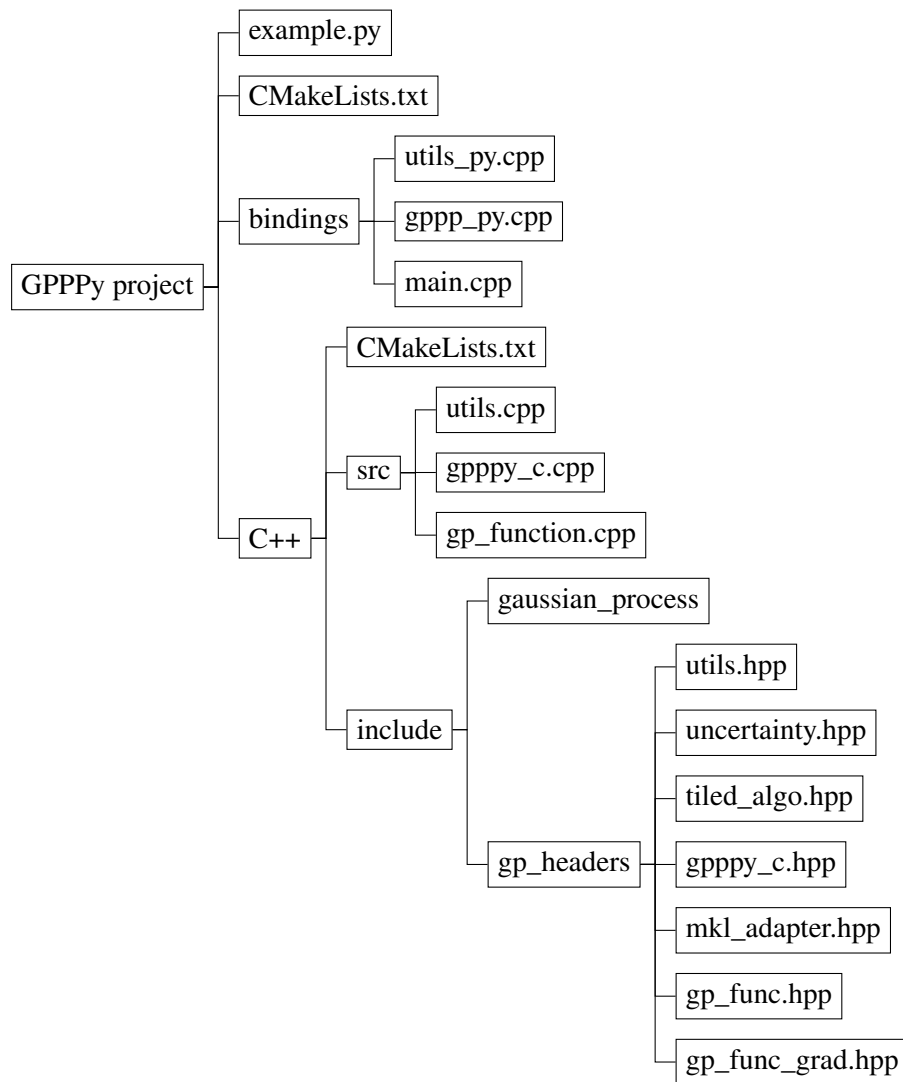 example.py
CMakeLists.txt
utils_py.cpp
bindings
gppp_py.cpp
GPPPy project
main.cpp
CMakeLists.txt
utils.cpp
src
gpppy_c.cpp
C++
gp_function.cpp
gaussian_process
utils.hpp
include
uncertainty.hpp
tiled_algo.hpp
gp_headers
gpppy_c.hpp
mkl_adapter.hpp
gp_func.hpp
gp_func_grad.hpp